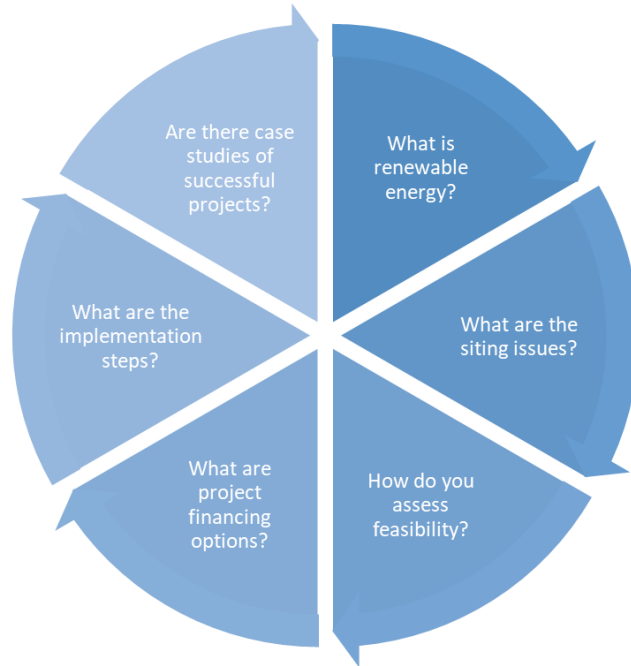 What is
renewable
energy?
What are the
siting issues?
How do you
assess
feasibility?
What are
project
financing
options?
What are the
implementation
steps?
Are there case
studies of
successful
projects?